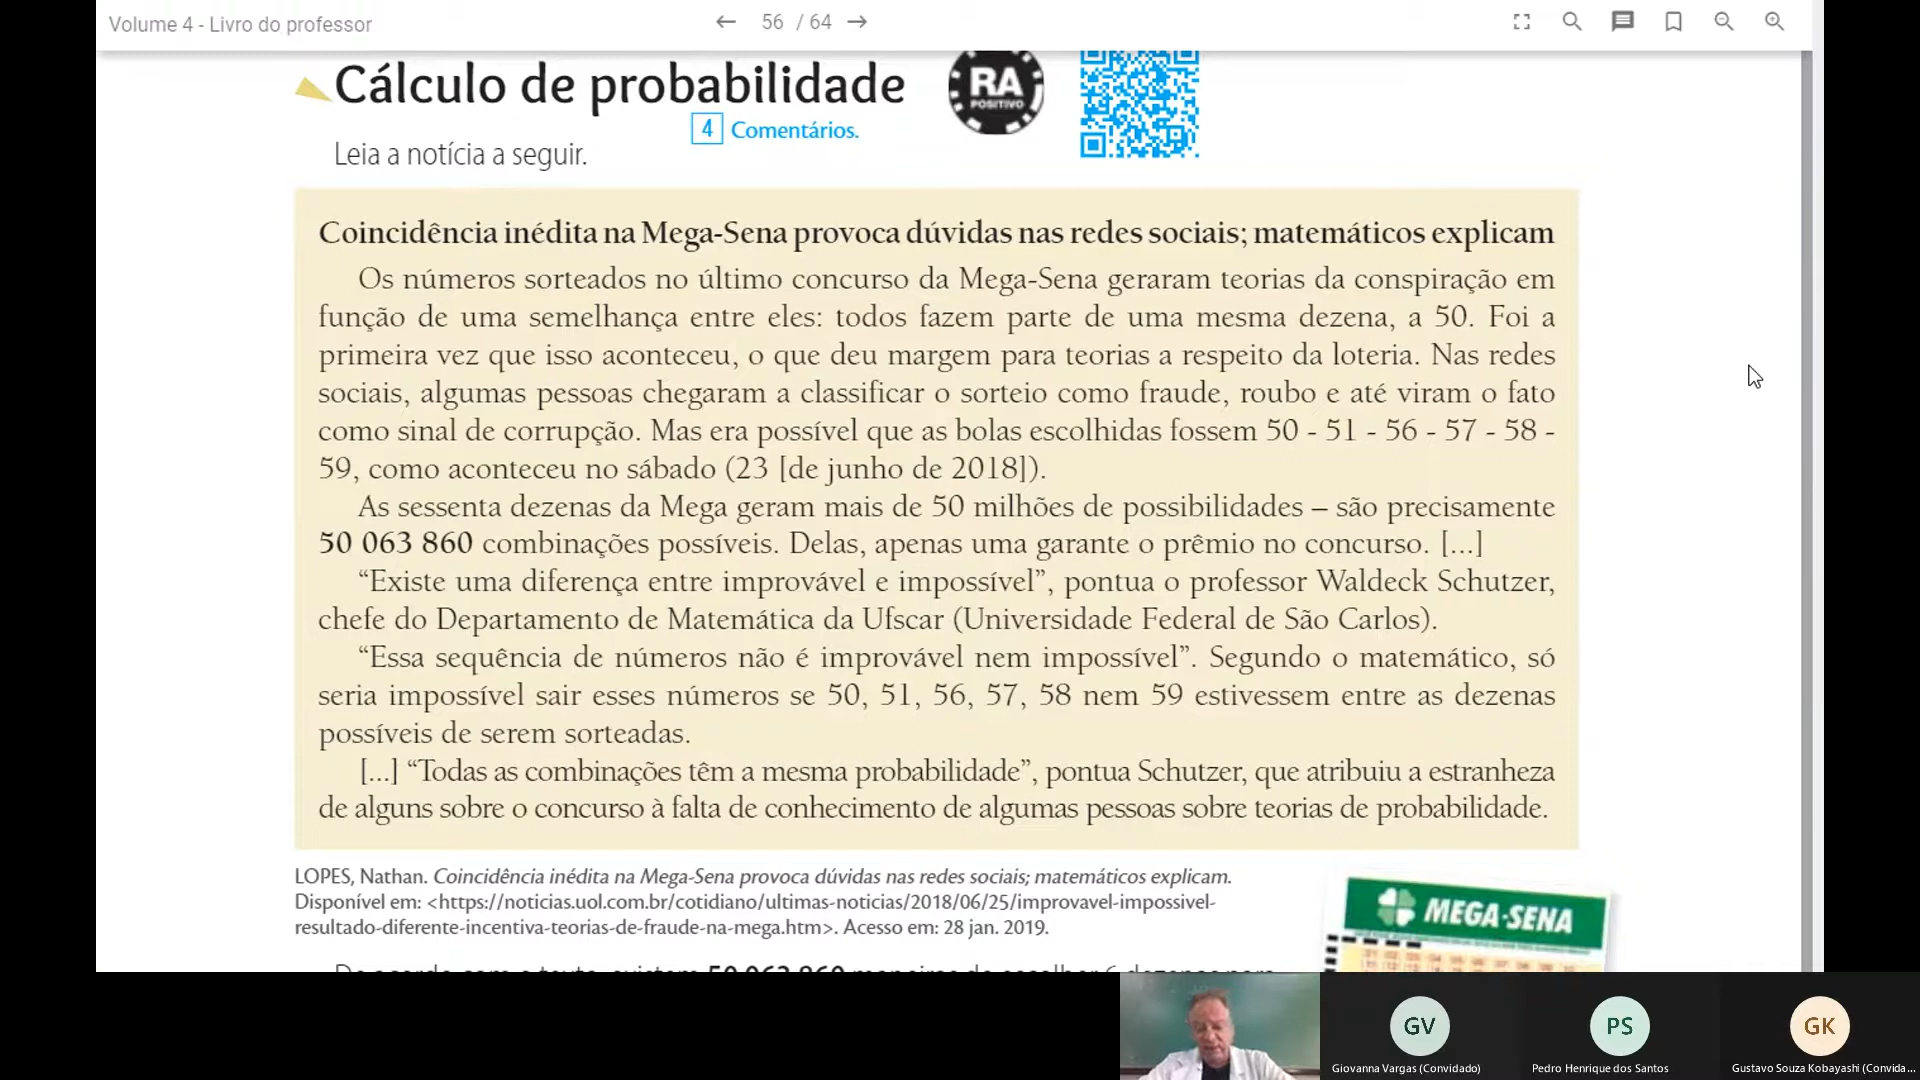 Volume 4 - Livro do professor
56 / 64
Cálculo de probabilidade
RA
POSITIVO
4 Comentários.
Leia a notícia a seguir.
Coincidência inédita na Mega-Sena provoca dúvidas nas redes sociais; matemáticos explicam
Os números sorteados no último concurso da Mega-Sena geraram teorias da conspiração em
função de uma semelhança entre eles: todos fazem parte de uma mesma dezena, a 50. Foi a
primeira vez que isso aconteceu, o que deu margem para teorias a respeito da loteria. Nas redes
sociais, algumas pessoas chegaram a classificar o sorteio como fraude, roubo e até viram o fato
como sinal de corrupção. Mas era possível que as bolas escolhidas fossem 50 - 51 - 56 - 57 - 58 -
59, como aconteceu no sábado (23 [de junho de 2018]).
As sessenta dezenas da Mega geram mais de 50 milhões de possibilidades – são precisamente
50 063 860 combinações possíveis. Delas, apenas uma garante o prêmio no concurso. [...]
“Existe uma diferença entre improvável e impossível”, pontua o professor Waldeck Schutzer,
chefe do Departamento de Matemática da Ufscar (Universidade Federal de São Carlos).
“Essa sequência de números não é improvável nem impossível”. Segundo o matemático, só
seria impossível sair esses números se 50, 51, 56, 57, 58 nem 59 estivessem entre as dezenas
possíveis de serem sorteadas.
[...] “Todas as combinações têm a mesma probabilidade”, pontua Schutzer, que atribuiu a estranheza
de alguns sobre o concurso à falta de conhecimento de algumas pessoas sobre teorias de probabilidade.
LOPES, Nathan. Coincidência inédita na Mega-Sena provoca dúvidas nas redes sociais; matemáticos explicam.
Disponível em: <https://noticias.uol.com.br/cotidiano/ultimas-noticias/2018/06/25/improvavel-impossivel-
resultado-diferente-incentiva-teorias-de-fraude-na-mega.htm>. Acesso em: 28 jan. 2019.
MEGA-SENA
De acordo com o texto, existem 50 063 860 maneiras de escolher 6 dezenas
GV
PS
GK
Giovanna Vargas (Convidado)
Pedro Henrique dos Santos
Gustavo Souza Kobayashi (Convida...